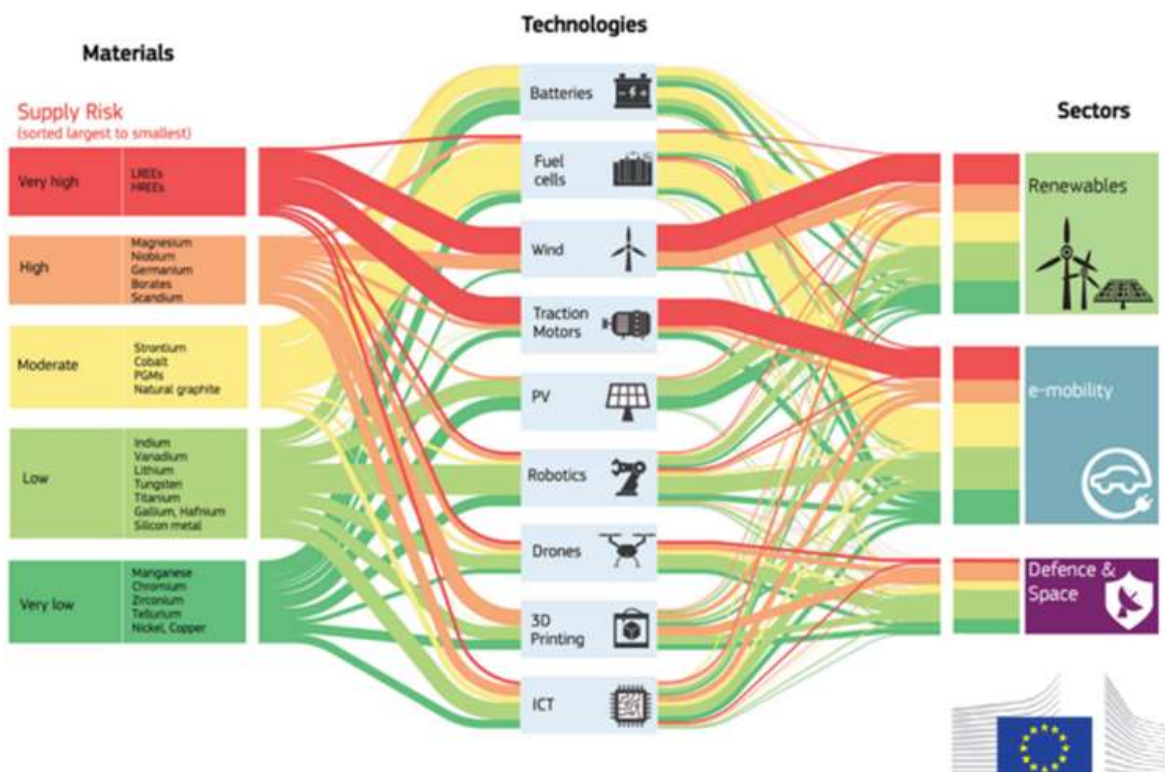 Technologies
Materials
Sectors
Supply Risk
(sorted largest to smallest)
Very high
LREEs
HREEs
High
Magnesium
Niobium
Germanium
Borates
Scandium
Moderate
Strontium
Cobalt
PGMs
Natural graphite
Low
Indium
Vanadium
Lithium
Tungsten
Titanium
Gallium, Hafnium
Silicon metal
Very low
Manganese
Chromium
Zirconium
Tellurium
Nickel, Copper
Batteries
Fuel
cells
Wind
Traction
Motors
PV
Robotics
Drones
3D
Printing
ICT
Renewables
e-mobility
Defence &
Space